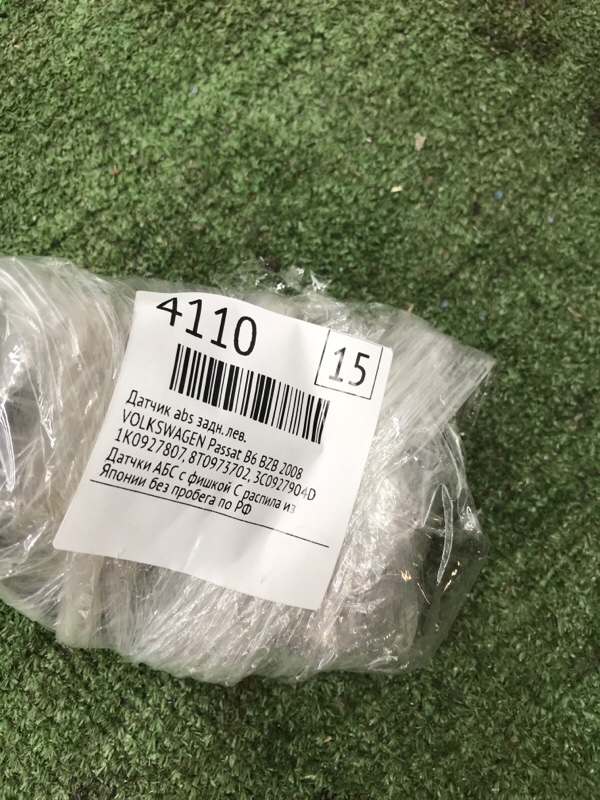 4110
15
Датчик abs задн.лев.
VOLKSWAGEN Passat B6 BZB 2008
1K0927807, 8T0973702, 3C0927904D
Датчки АБС с фишкой С распила из
Японии без пробега по РФ